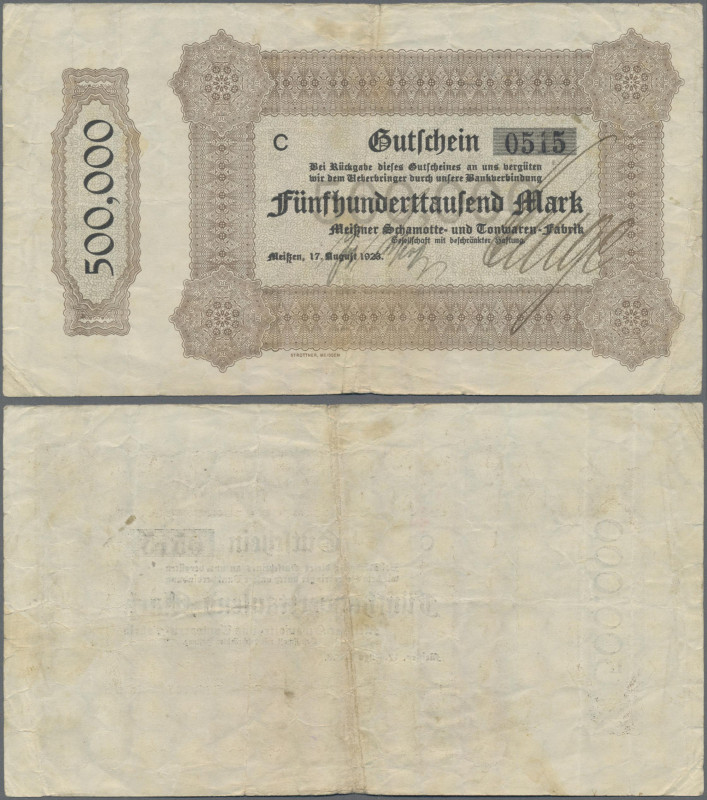 500,000
C Gutschein 0515
Bei Rückgabe dieses Gutscheines an uns vergüten
wir dem Ueberbringer durch unsere Bankverbindung
Fünfhunderttausend Mark
Meißner Schamotte- und Tonwaren-Fabrik
Gesellschaft mit beschränkter Haftung.
Meißen, 17. August 1923.